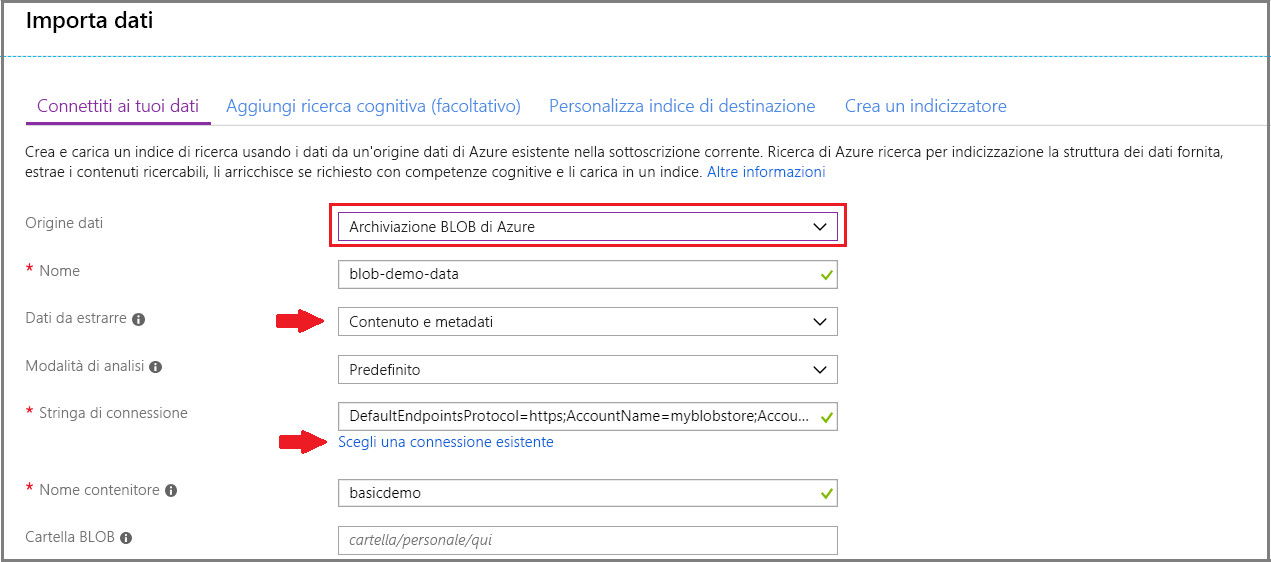 Importa dati
Connettiti ai tuoi dati Aggiungi ricerca cognitiva (facoltativo) Personalizza indice di destinazione Crea un indicizzatore
Crea e carica un indice di ricerca usando i dati da un'origine dati di Azure esistente nella sottoscrizione corrente. Ricerca di Azure ricerca per indicizzazione la struttura dei dati fornita,
estrae i contenuti ricercabili, li arricchisce se richiesto con competenze cognitive e li carica in un indice. Altre informazioni
Origine dati Archiviazione BLOB di Azure
* Nome blob-demo-data
Dati da estrarre Contenuto e metadati
Modalità di analisi Predefinito
* Stringa di connessione DefaultEndpointsProtocol=https;AccountName=myblobstore;Accou...
Scegli una connessione esistente
* Nome contenitore basicdemo
Cartella BLOB cartella/personale/qui